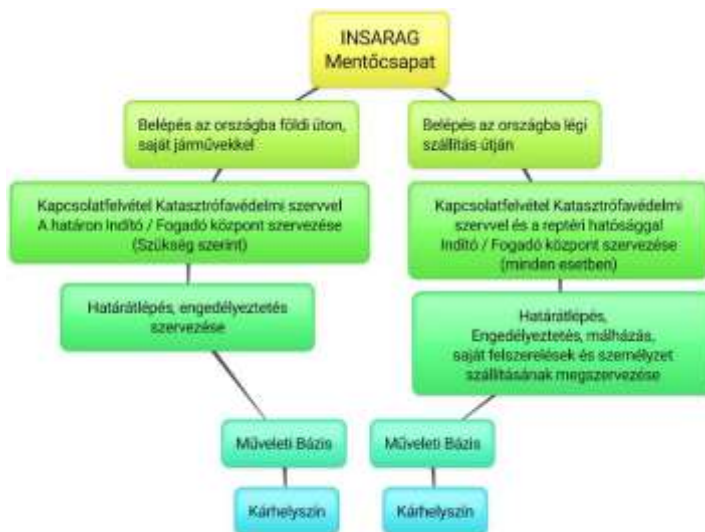 INSARAG
Mentőcsapat
Belépés az országba földi úton,
saját járművekkel
Belépés az országba légi
szállítás útján
Kapcsolatfelvétel Katasztrófavédelmi szervvel
A határon Indító / Fogadó központ szervezése
(Szükség szerint)
Kapcsolatfelvétel Katasztrófavédelmi
szervvel és a reptéri hatósággal
Indító / Fogadó központ szervezése
(minden esetben)
Határátlépés, engedélyeztetés
szervezése
Határátlépés,
Engedélyeztetés, málházás,
saját felszerelések és személyzet
szállításának megszervezése
Műveleti Bázis
Műveleti Bázis
Kárhelyszín
Kárhelyszín